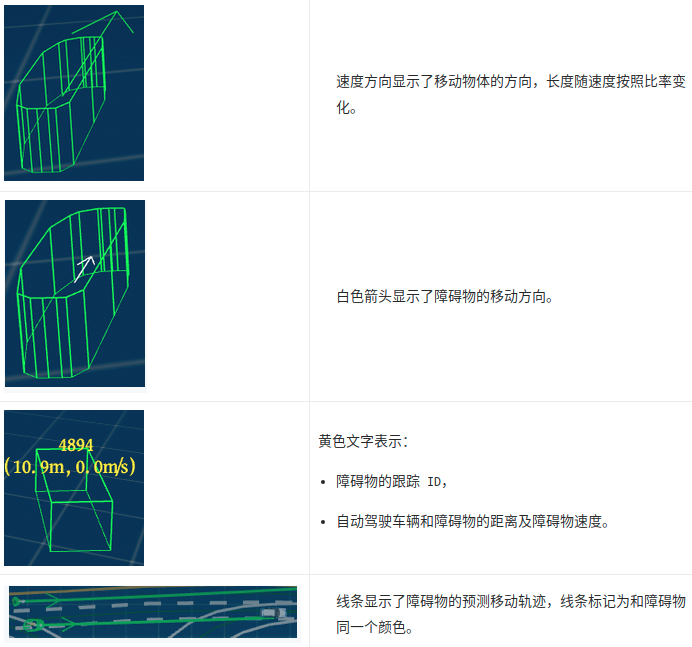 速度方向显示了移动物体的方向，长度随速度按照比率变
化。
白色箭头显示了障碍物的移动方向。
4894
(10.9m, 0.0m/s)
黄色文字表示：
障碍物的跟踪 ID，
自动驾驶车辆和障碍物的距离及障碍物速度。
线条显示了障碍物的预测移动轨迹，线条标记为和障碍物
同一个颜色。